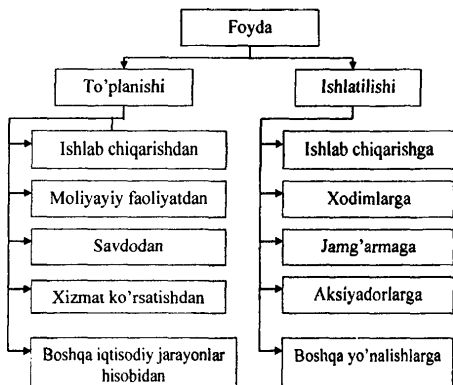 Foyda
To'planishi
Ishlab chiqarishdan
Moliyayiy faoliyatdan
Savdodan
Xizmat ko'rsatishdan
Boshqa iqtisodiy jarayonlar
hisobidan
Ishlatilishi
Ishlab chiqarishga
Xodimlarga
Jamg'armaga
Aksiyadorlarga
Boshqa yo'nalishlarga